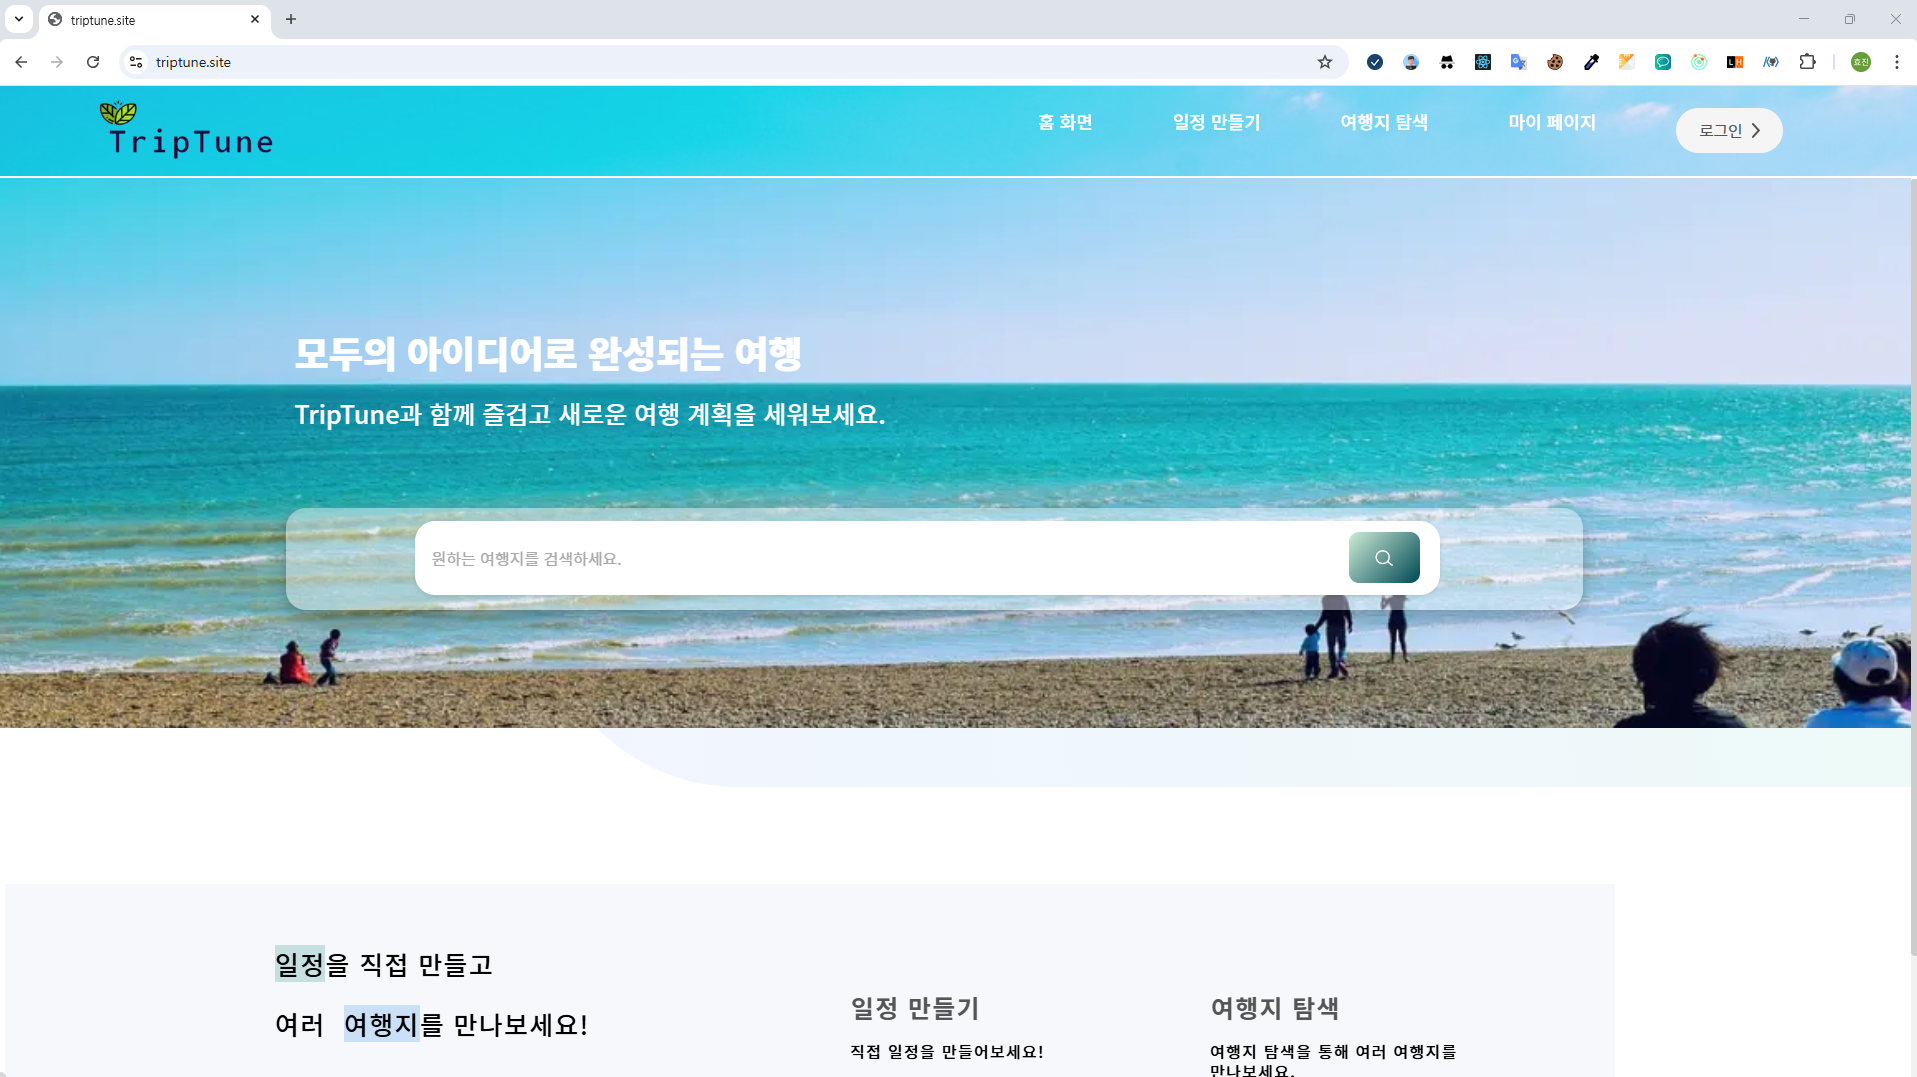 triptune.site
triptune.site
TripTune
홈 화면
일정 만들기
여행지 탐색
마이 페이지
로그인
모두의 아이디어로 완성되는 여행
TripTune과 함께 즐겁고 새로운 여행 계획을 세워보세요.
원하는 여행지를 검색하세요.
일정을 직접 만들고
여러 여행지를 만나보세요!
일정 만들기
직접 일정을 만들어보세요!
여행지 탐색
여행지 탐색을 통해 여러 여행지를
만나보세요.
효진
LH